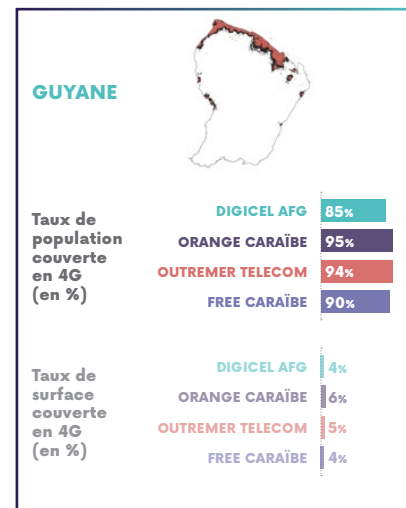 GUYANE
Taux de
population
couverte
en 4G
(en %)
DIGICEL AFG 85%
ORANGE CARAÏBE 95%
OUTREMER TELECOM 94%
FREE CARAÏBE 90%
Taux de
surface
couverte
en 4G
(en %)
DIGICEL AFG 4%
ORANGE CARAÏBE 6%
OUTREMER TELECOM 5%
FREE CARAÏBE 4%